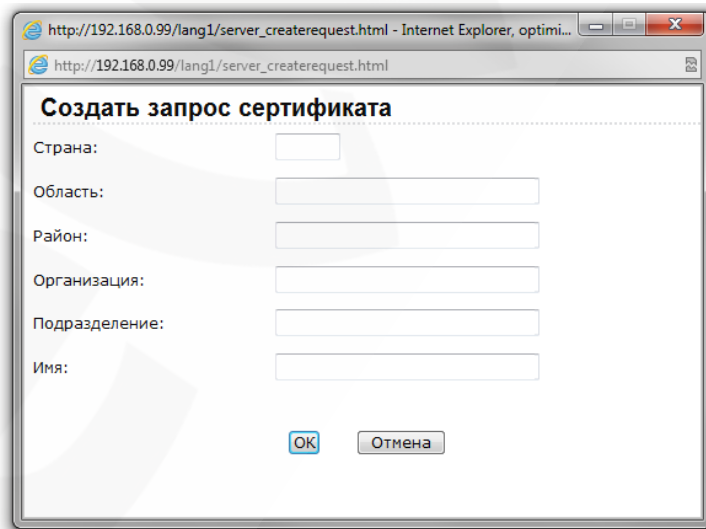 http://192.168.0.99/lang1/server_createrequest.html - Internet Explorer, optimi...
http://192.168.0.99/lang1/server_createrequest.html
Создать запрос сертификата
Страна:
Область:
Район:
Организация:
Подразделение:
Имя:
OK Отмена